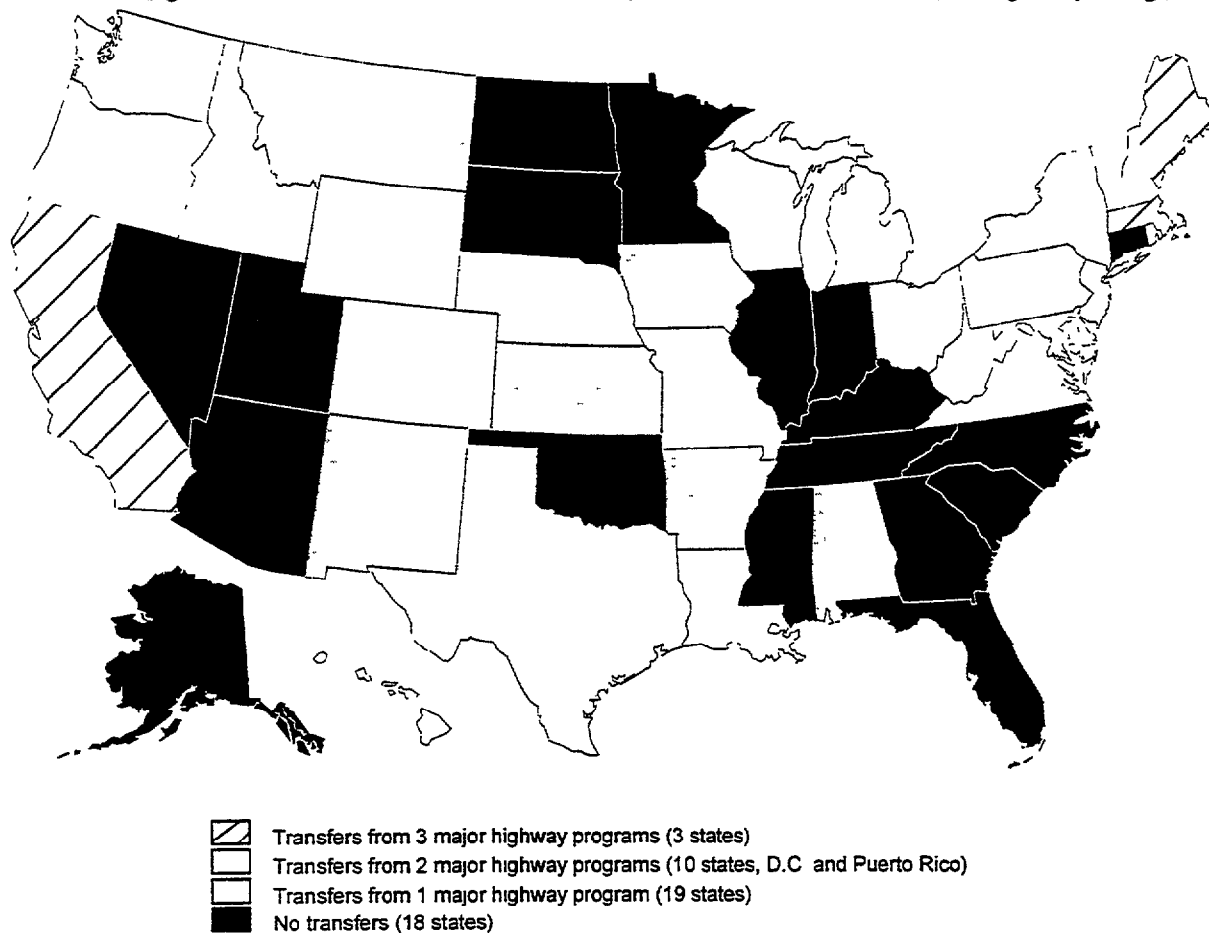 Transfers from 3 major highway programs (3 states)
Transfers from 2 major highway programs (10 states, D.C and Puerto Rico)
Transfers from 1 major highway program (19 states)
No transfers (18 states)